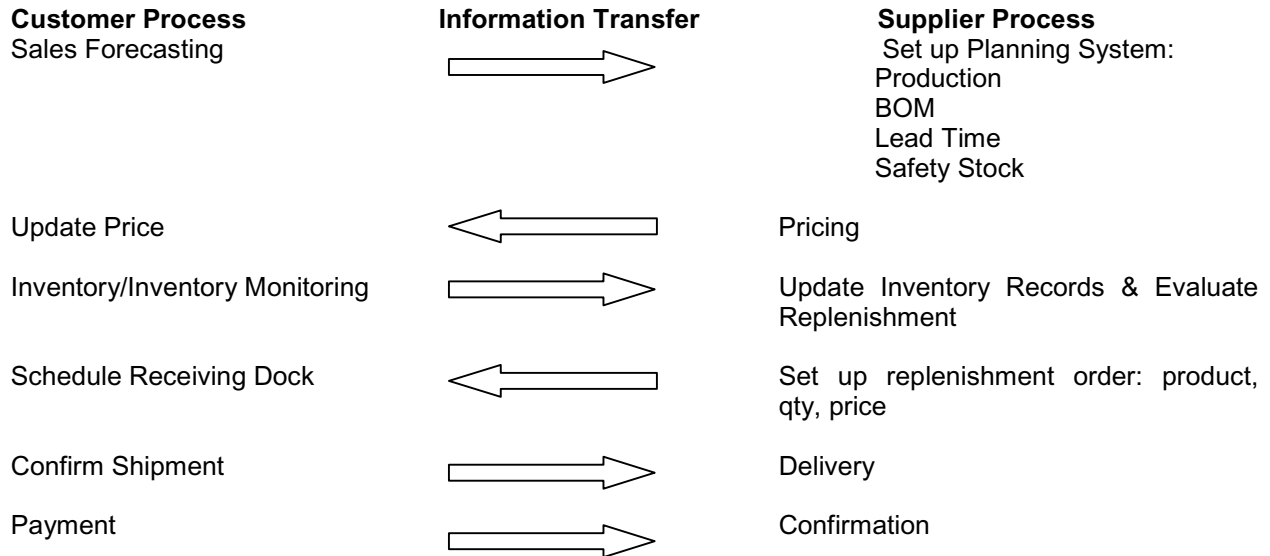 Customer Process Information Transfer Supplier Process
Sales Forecasting Set up Planning System:
Production
BOM
Lead Time
Safety Stock
Update Price Pricing
Inventory/Inventory Monitoring Update Inventory Records & Evaluate
Replenishment
Schedule Receiving Dock Set up replenishment order: product,
qty, price
Confirm Shipment Delivery
Payment Confirmation